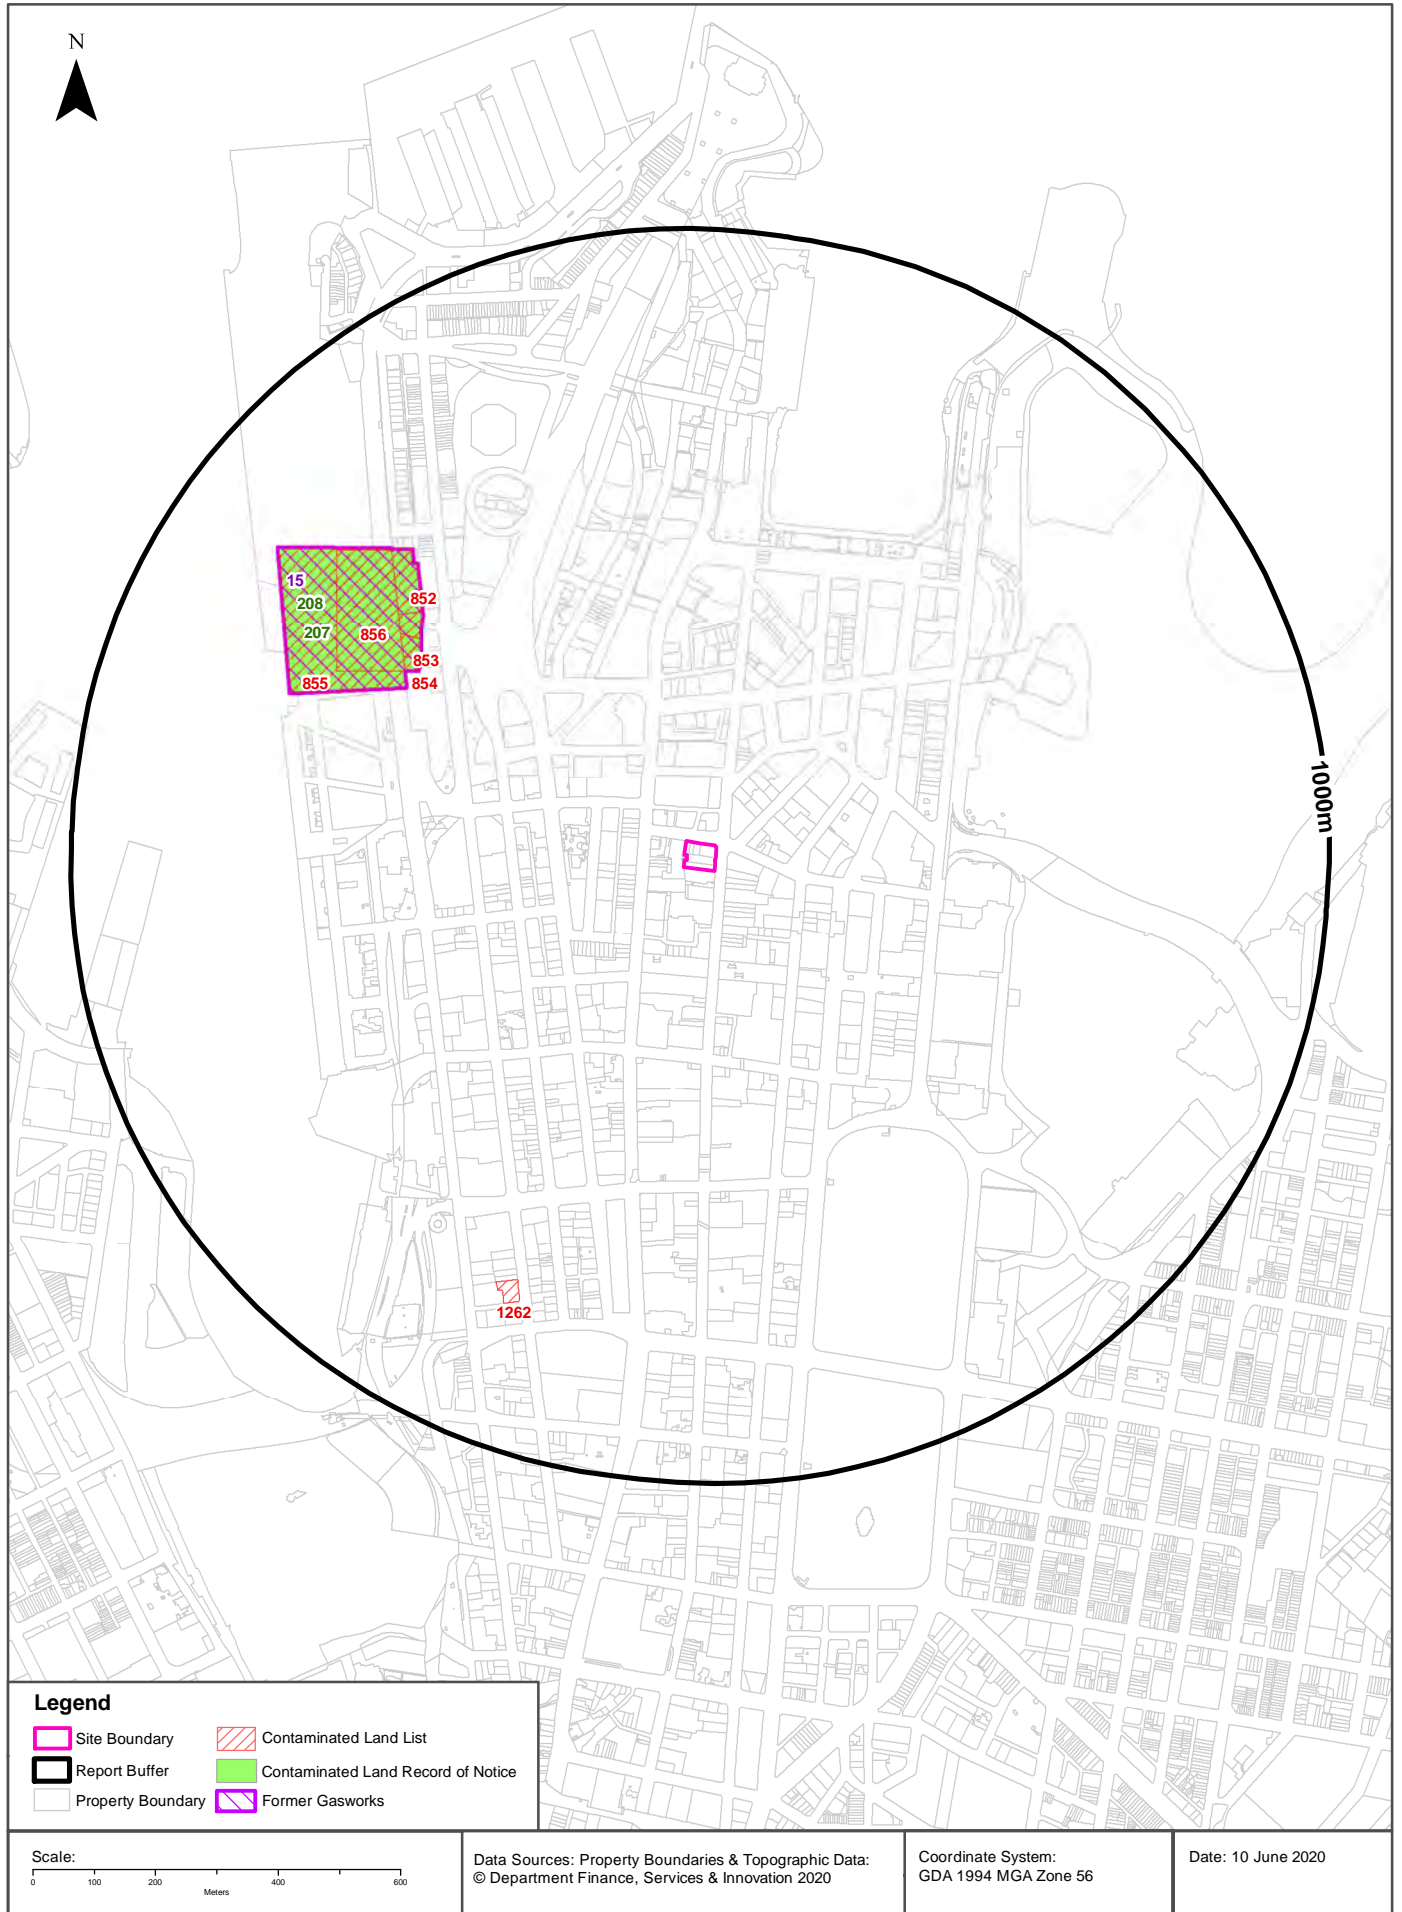 N
15
208
207
852
856
853
855
854
1000m
1262
Legend
Site Boundary
Contaminated Land List
Report Buffer
Contaminated Land Record of Notice
Property Boundary
Former Gasworks
Scale:
0 100 200 400 600
Meters
Data Sources: Property Boundaries & Topographic Data:
© Department Finance, Services & Innovation 2020
Coordinate System:
GDA 1994 MGA Zone 56
Date: 10 June 2020